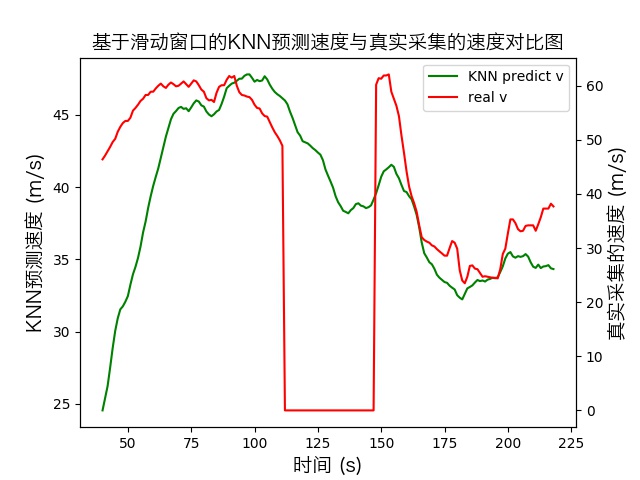 基于滑动窗口的KNN预测速度与真实采集的速度对比图
KNN predict v
real v
KNN预测速度 (m/s)
45
40
35
30
25
真实采集的速度 (m/s)
60
50
40
30
20
10
0
50 75 100 125 150 175 200 225
时间 (s)